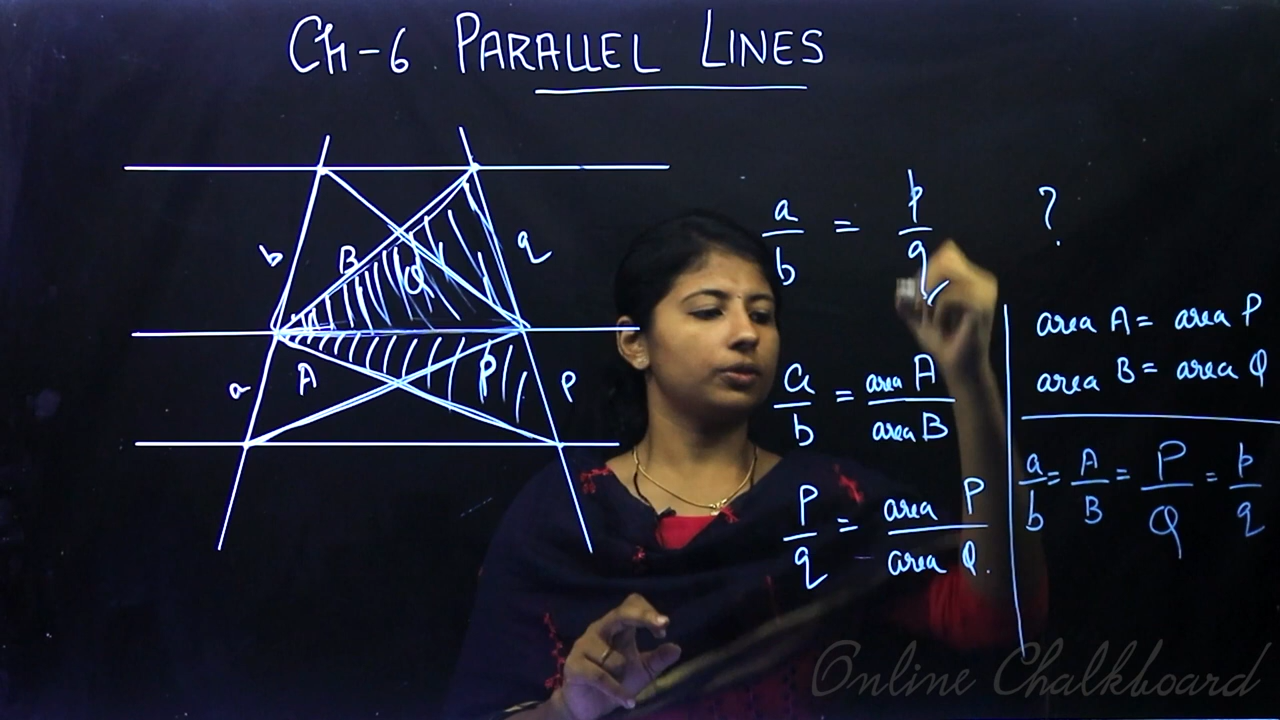 Ch-6 PARALLEL LINES
b
B
Q
q
a
A
P
p
a/b = p/q ?
a/b = area A / area B
p/q = area P / area Q.
area A = area P
area B = area Q
a/b = A/B = P/Q = p/q
Online Chalkboard